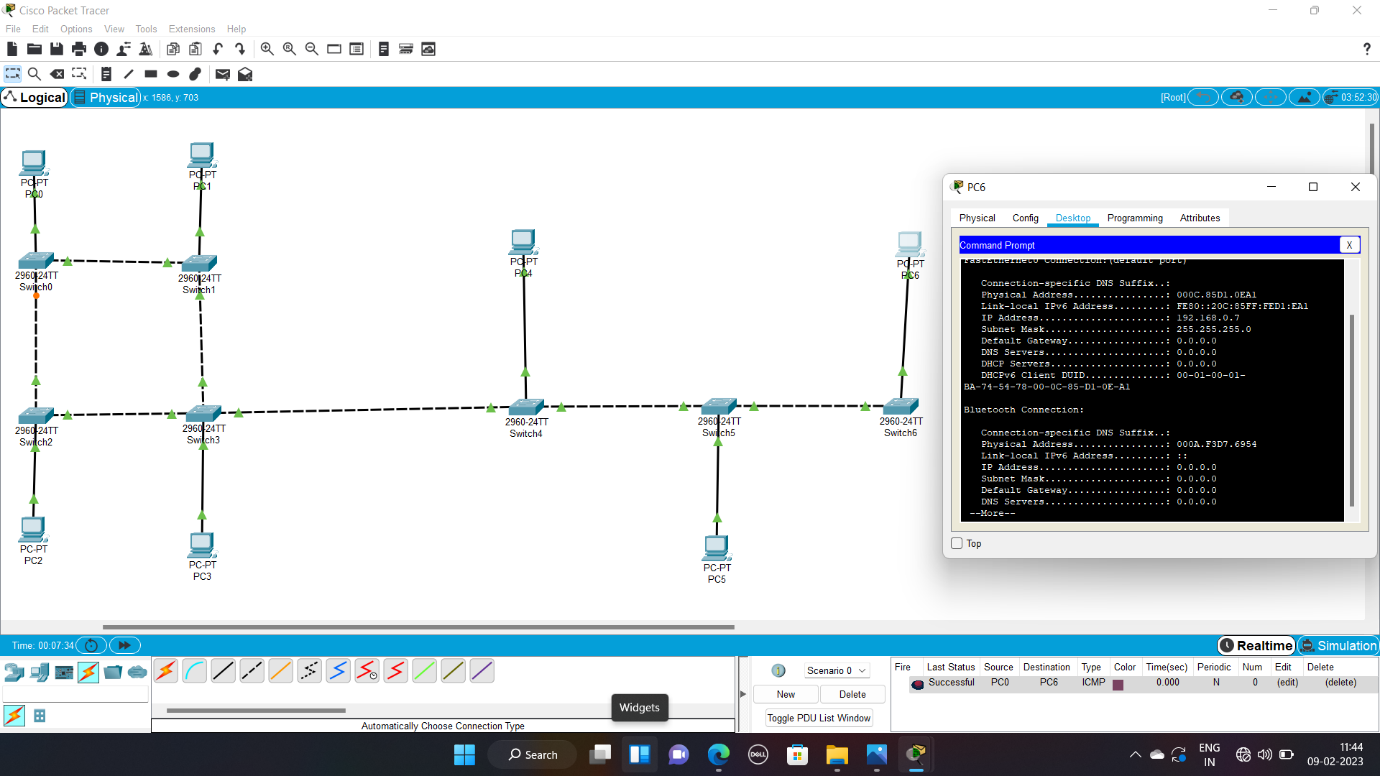 Cisco Packet Tracer
File Edit Options View Tools Extensions Help
?
Logical Physical x: 1586, y: 703 [Root] 03:52:30
PC-PT
PC0
PC-PT
PC1
2960-24TT
Switch0
2960-24TT
Switch1
PC-PT
PC4
PC-PT
PC6
2960-24TT
Switch2
2960-24TT
Switch3
2960-24TT
Switch4
2960-24TT
Switch5
2960-24TT
Switch6
PC-PT
PC2
PC-PT
PC3
PC-PT
PC5
PC6
Physical Config Desktop Programming Attributes
Command Prompt X
FastEthernet0 Connection:(default port)
Connection-specific DNS Suffix..:
Physical Address................: 000C.85D1.0EA1
Link-local IPv6 Address.........: FE80::20C:85FF:FED1:EA1
IP Address......................: 192.168.0.7
Subnet Mask.....................: 255.255.255.0
Default Gateway.................: 0.0.0.0
DNS Servers.....................: 0.0.0.0
DHCP Servers....................: 0.0.0.0
DHCPv6 Client DUID..............: 00-01-00-01-
BA-74-54-78-00-0C-85-D1-0E-A1
Bluetooth Connection:
Connection-specific DNS Suffix..:
Physical Address................: 000A.F3D7.6954
Link-local IPv6 Address.........: ::
IP Address......................: 0.0.0.0
Subnet Mask.....................: 0.0.0.0
Default Gateway.................: 0.0.0.0
DNS Servers.....................: 0.0.0.0
--More--
Top
Time: 00:07:34 Realtime Simulation
Scenario 0
New Delete
Toggle PDU List Window
Fire Last Status Source Destination Type Color Time(sec) Periodic Num Edit Delete
Successful PC0 PC6 ICMP 0.000 N 0 (edit) (delete)
Widgets
Automatically Choose Connection Type
Search
DELL
ENG
IN
11:44
09-02-2023